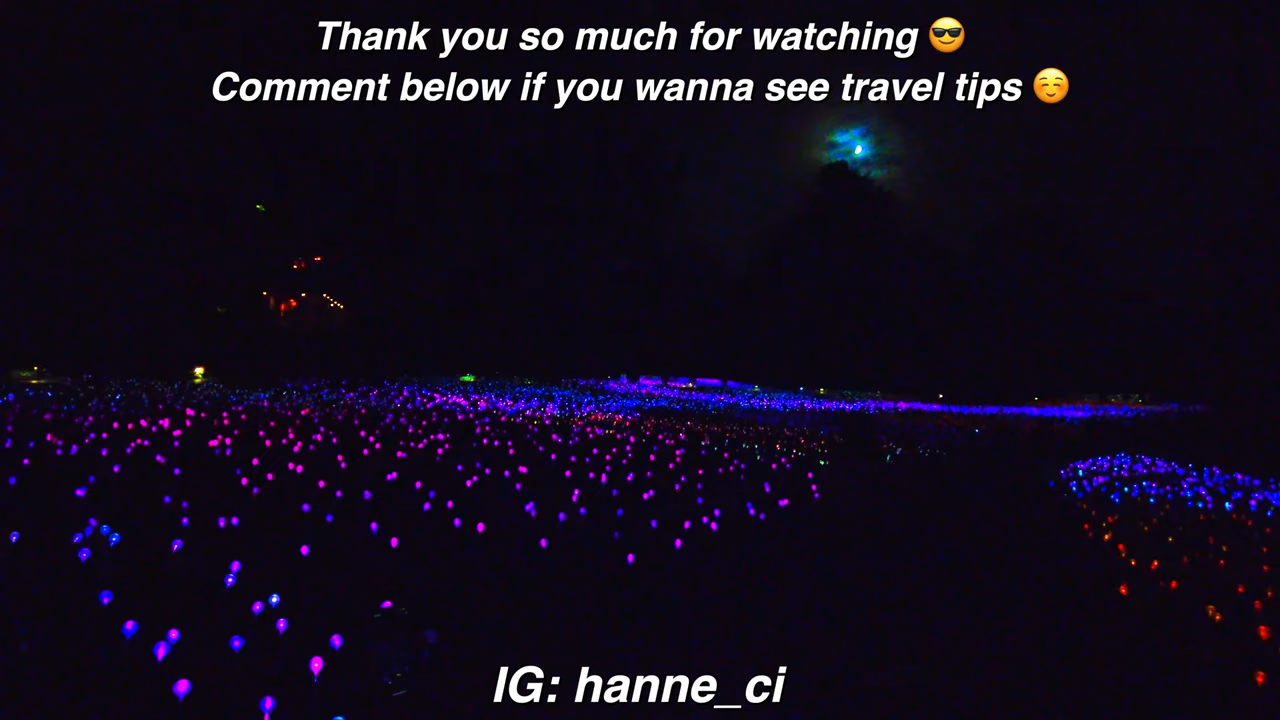 Thank you so much for watching 😎
Comment below if you wanna see travel tips ☺️
IG: hanne_ci